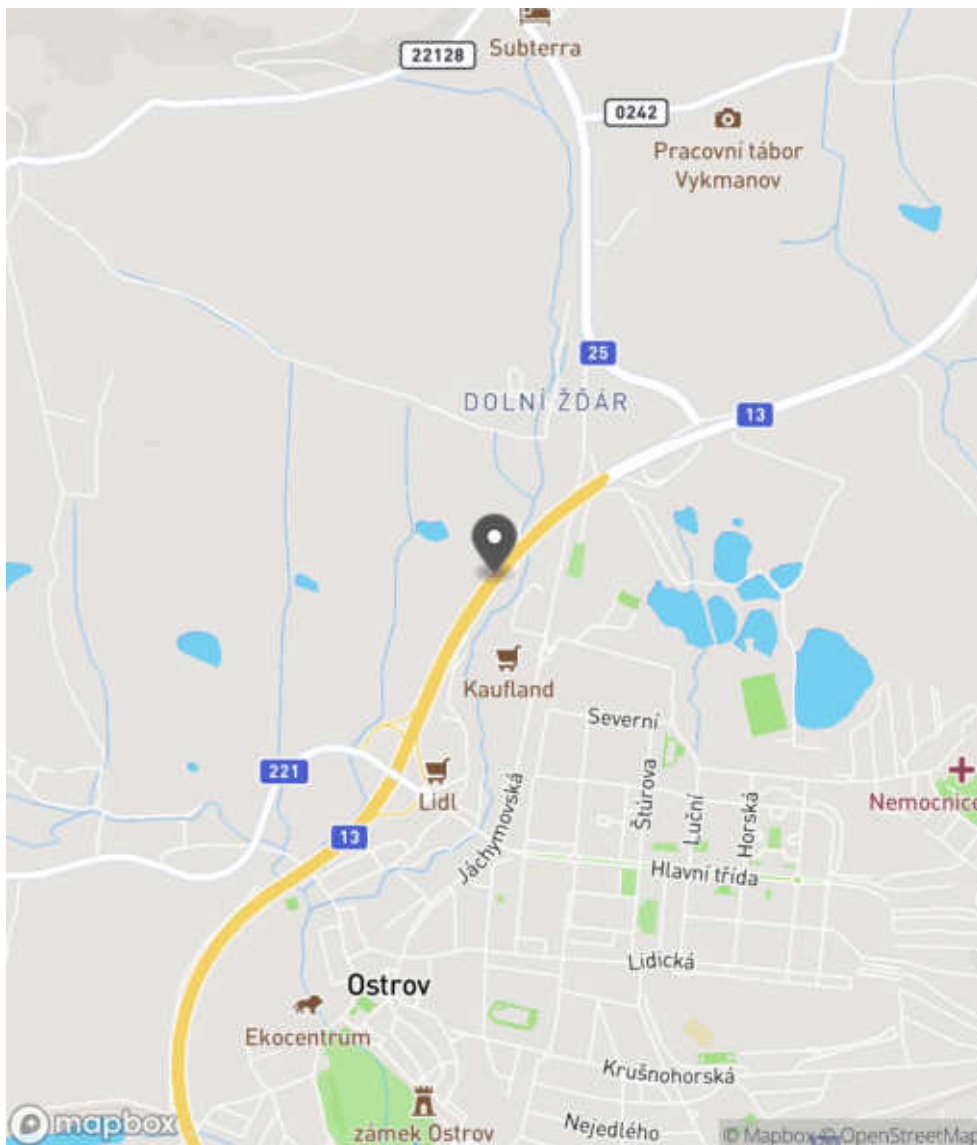 Subterra
22128
0242
Pracovní tábor
Vykmanov
25
DOLNÍ ŽĎÁR
13
Kaufland
Severní
221
Lidl
Štúrova
Luční
Horská
Nemocnice
13
Jáchymovská
Hlavní třída
Lidická
Ostrov
Ekocentrum
Krušnohorská
zámek Ostrov
Nejedlého
mapbox
© Mapbox © OpenStreetMap